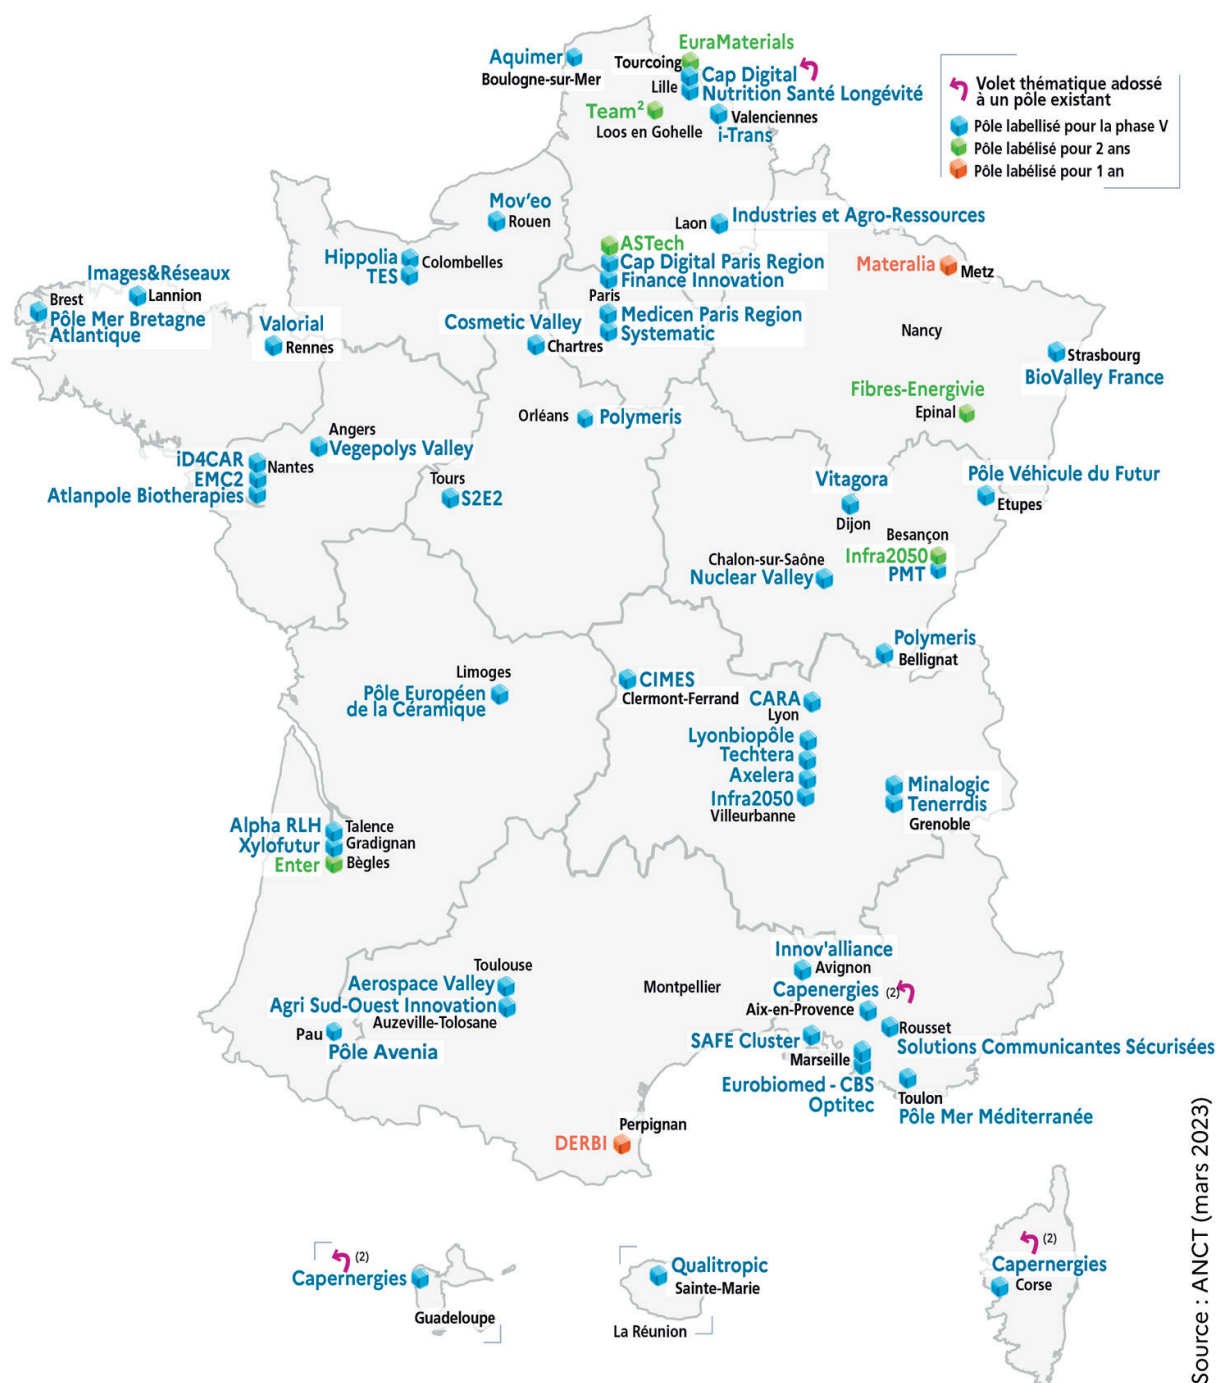 EuraMaterials
Aquimer
Tourcoing
Cap Digital
Boulogne-sur-Mer
Lille
Nutrition Santé Longévité
Team²
Valenciennes
Loos en Gohelle
i-Trans
Volet thématique adossé
à un pôle existant
Pôle labellisé pour la phase V
Pôle labélisé pour 2 ans
Pôle labélisé pour 1 an
Mov'eo
Rouen
Laon
Industries et Agro-Ressources
Hippolia
TES
Colombelles
ASTech
Cap Digital Paris Region
Finance Innovation
Paris
Medicen Paris Region
Systematic
Materalia
Metz
Images&Réseaux
Lannion
Brest
Pôle Mer Bretagne
Atlantique
Valorial
Rennes
Cosmetic Valley
Chartres
Nancy
Strasbourg
BioValley France
Fibres-Energivie
Epinal
Orléans
Polymeris
Angers
Vegepolys Valley
iD4CAR
Nantes
EMC2
Atlanpole Biotherapies
Tours
S2E2
Vitagora
Dijon
Pôle Véhicule du Futur
Etupes
Besançon
Infra2050
PMT
Chalon-sur-Saône
Nuclear Valley
Polymeris
Bellignat
Limoges
Pôle Européen
de la Céramique
CIMES
Clermont-Ferrand
CARA
Lyon
Lyonbiopôle
Techtera
Axelera
Infra2050
Villeurbanne
Minalogic
Tenerrdis
Grenoble
Alpha RLH
Talence
Xylofutur
Gradignan
Enter
Bègles
Innov'alliance
Avignon
Toulouse
Aerospace Valley
Agri Sud-Ouest Innovation
Auzeville-Tolosane
Montpellier
Capenergies (2)
Aix-en-Provence
Pau
Pôle Avenia
Rousset
Solutions Communicantes Sécurisées
SAFE Cluster
Marseille
Eurobiomed - CBS
Optitec
Toulon
Pôle Mer Méditerranée
Perpignan
DERBI
(2)
Capernergies
Guadeloupe
Qualitropic
Sainte-Marie
La Réunion
(2)
Capernergies
Corse
Source : ANCT (mars 2023)